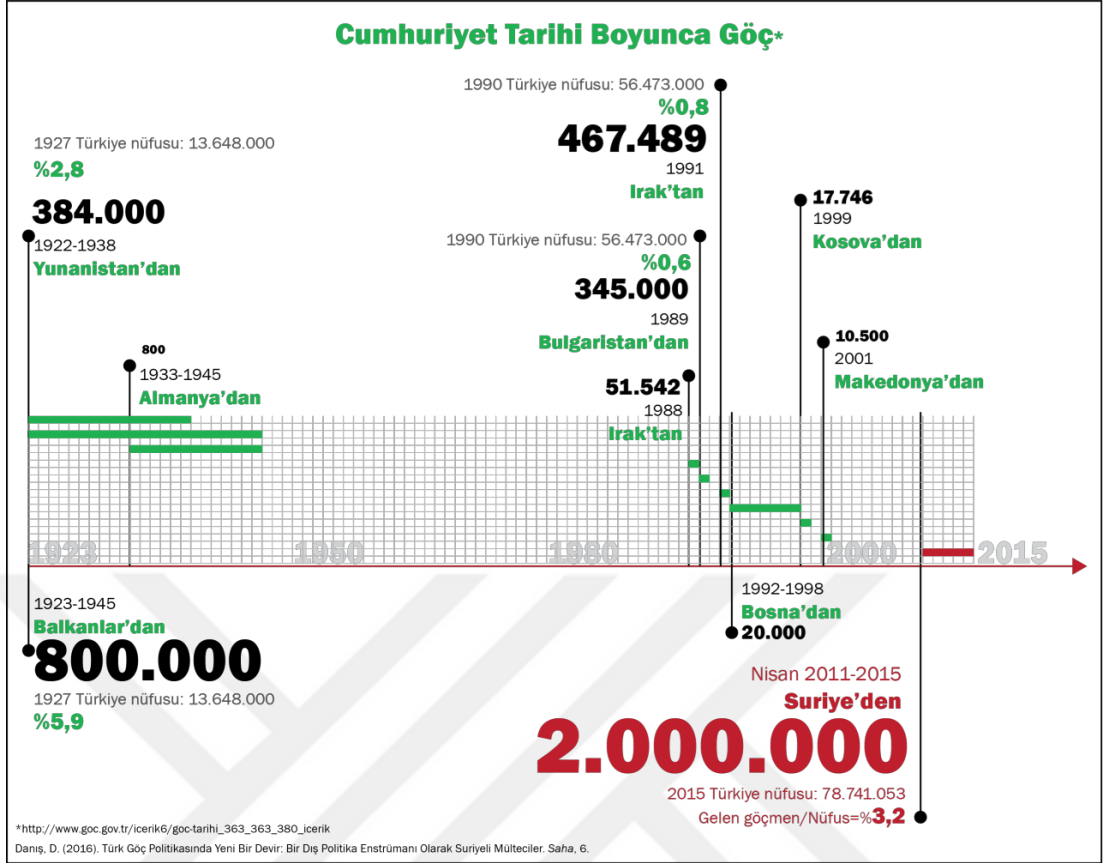 Cumhuriyet Tarihi Boyunca Göç*
1927 Türkiye nüfusu: 13.648.000
%2,8
384.000
1922-1938
Yunanistan'dan
800
1933-1945
Almanya'dan
1990 Türkiye nüfusu: 56.473.000
%0,8
467.489
1991
Irak'tan
1990 Türkiye nüfusu: 56.473.000
%0,6
345.000
1989
Bulgaristan'dan
51.542
1988
Irak'tan
17.746
1999
Kosova'dan
10.500
2001
Makedonya'dan
1923 1950 1980 2000 2015
1923-1945
Balkanlar'dan
800.000
1927 Türkiye nüfusu: 13.648.000
%5,9
1992-1998
Bosna'dan
20.000
Nisan 2011-2015
Suriye'den
2.000.000
2015 Türkiye nüfusu: 78.741.053
Gelen göçmen/Nüfus=%3,2
*http://www.goc.gov.tr/icerik6/goc-tarihi_363_363_380_icerik
Danış, D. (2016). Türk Göç Politikasında Yeni Bir Devir: Bir Dış Politika Enstrümanı Olarak Suriyeli Mülteciler. Saha, 6.